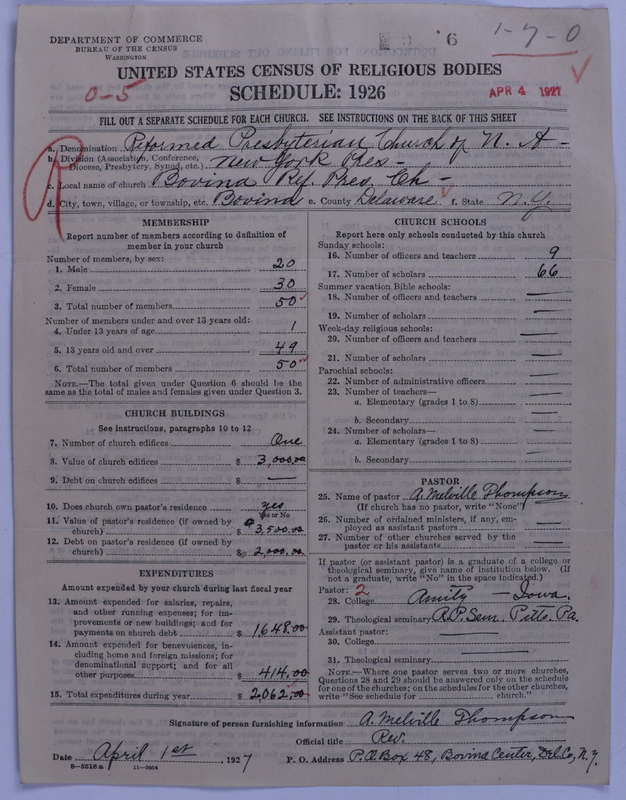 DEPARTMENT OF COMMERCE
BUREAU OF THE CENSUS
WASHINGTON
6
1-7-0
UNITED STATES CENSUS OF RELIGIOUS BODIES
0-5
SCHEDULE: 1926
APR 4 1927
FILL OUT A SEPARATE SCHEDULE FOR EACH CHURCH. SEE INSTRUCTIONS ON THE BACK OF THIS SHEET
R
a. Denomination Reformed Presbyterian Church of N. A-
b. Division (Association, Conference, Diocese, Presbytery, Synod, etc.) New York Pres-
c. Local name of church Bovina Ref. Pres. Ch-
d. City, town, village, or township, etc. Bovina e. County Delaware f. State N.Y.
MEMBERSHIP
Report number of members according to definition of
member in your church
Number of members, by sex:
1. Male 20
2. Female 30
3. Total number of members 50
Number of members under and over 13 years old:
4. Under 13 years of age 1
5. 13 years old and over 49
6. Total number of members 50
NOTE.—The total given under Question 6 should be the
same as the total of males and females given under Question 3.
CHURCH BUILDINGS
See instructions, paragraphs 10 to 12
7. Number of church edifices One
8. Value of church edifices $ 3,000.00
9. Debt on church edifices $ —
10. Does church own pastor's residence yes
Yes or No
11. Value of pastor's residence (if owned by
church) $ 3,500.00
12. Debt on pastor's residence (if owned by
church) $ 2,000.00
EXPENDITURES
Amount expended by your church during last fiscal year
13. Amount expended for salaries, repairs,
and other running expenses; for im-
provements or new buildings; and for
payments on church debt $ 1648.00
14. Amount expended for benevolences, in-
cluding home and foreign missions; for
denominational support; and for all
other purposes $ 414.00
15. Total expenditures during year $ 2,062.00
CHURCH SCHOOLS
Report here only schools conducted by this church
Sunday schools:
16. Number of officers and teachers 9
17. Number of scholars 66
Summer vacation Bible schools:
18. Number of officers and teachers —
19. Number of scholars —
Week-day religious schools:
20. Number of officers and teachers —
21. Number of scholars —
Parochial schools:
22. Number of administrative officers —
23. Number of teachers—
a. Elementary (grades 1 to 8) —
b. Secondary —
24. Number of scholars—
a. Elementary (grades 1 to 8) —
b. Secondary —
PASTOR
25. Name of pastor A. Melville Thompson
(If church has no pastor, write "None")
26. Number of ordained ministers, if any, em-
ployed as assistant pastors —
27. Number of other churches served by the
pastor or his assistants —
If pastor (or assistant pastor) is a graduate of a college or
theological seminary, give name of institution below. (If
not a graduate, write "No" in the space indicated.)
Pastor: 2
28. College Amity — Iowa.
29. Theological seminary R.P. Sem. Pitts. Pa.
Assistant pastor: —
30. College —
31. Theological seminary —
NOTE.—Where one pastor serves two or more churches,
Questions 28 and 29 should be answered only on the schedule
for one of the churches; on the schedules for the other churches,
write "See schedule for church."
Signature of person furnishing information A. Melville Thompson
Official title Rev.
Date April 1st, 1927 P. O. Address P.O. Box 48, Bovina Center, Del. Co, N. Y.
8—5518 a 11—9664